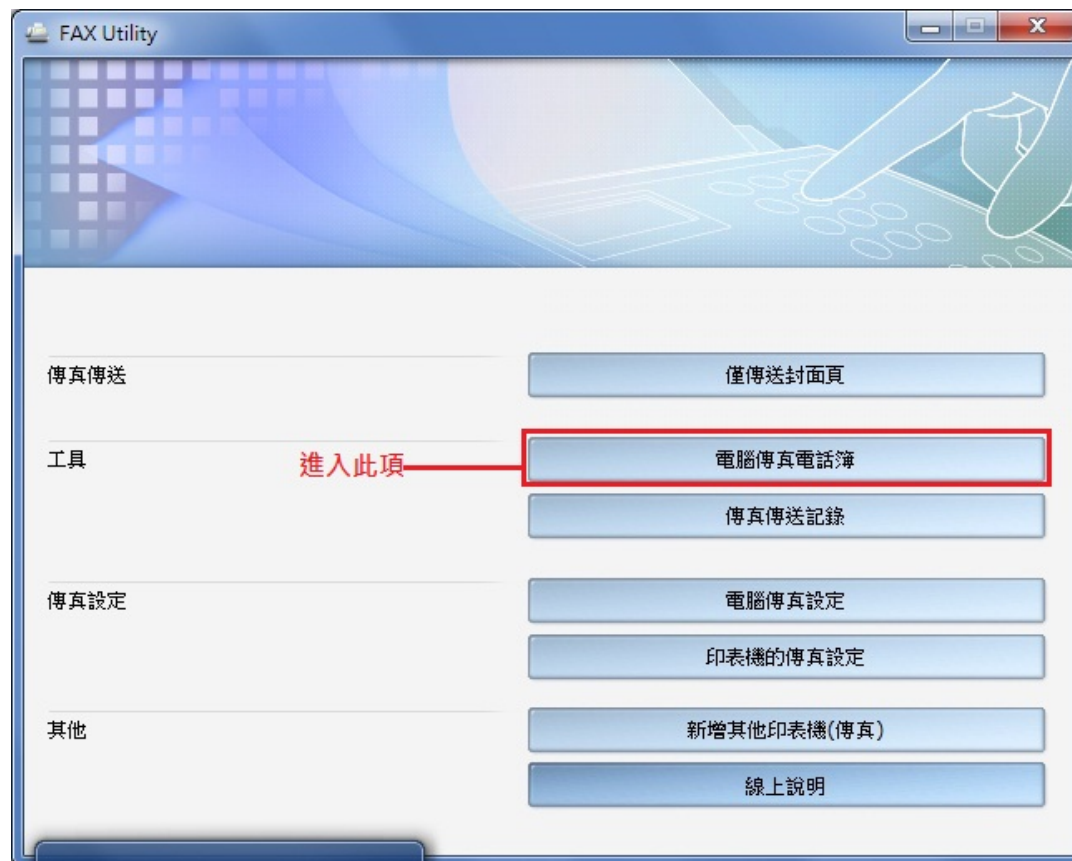 FAX Utility
傳真傳送
僅傳送封面頁
工具
進入此項
電腦傳真電話簿
傳真傳送記錄
傳真設定
電腦傳真設定
印表機的傳真設定
其他
新增其他印表機(傳真)
線上說明